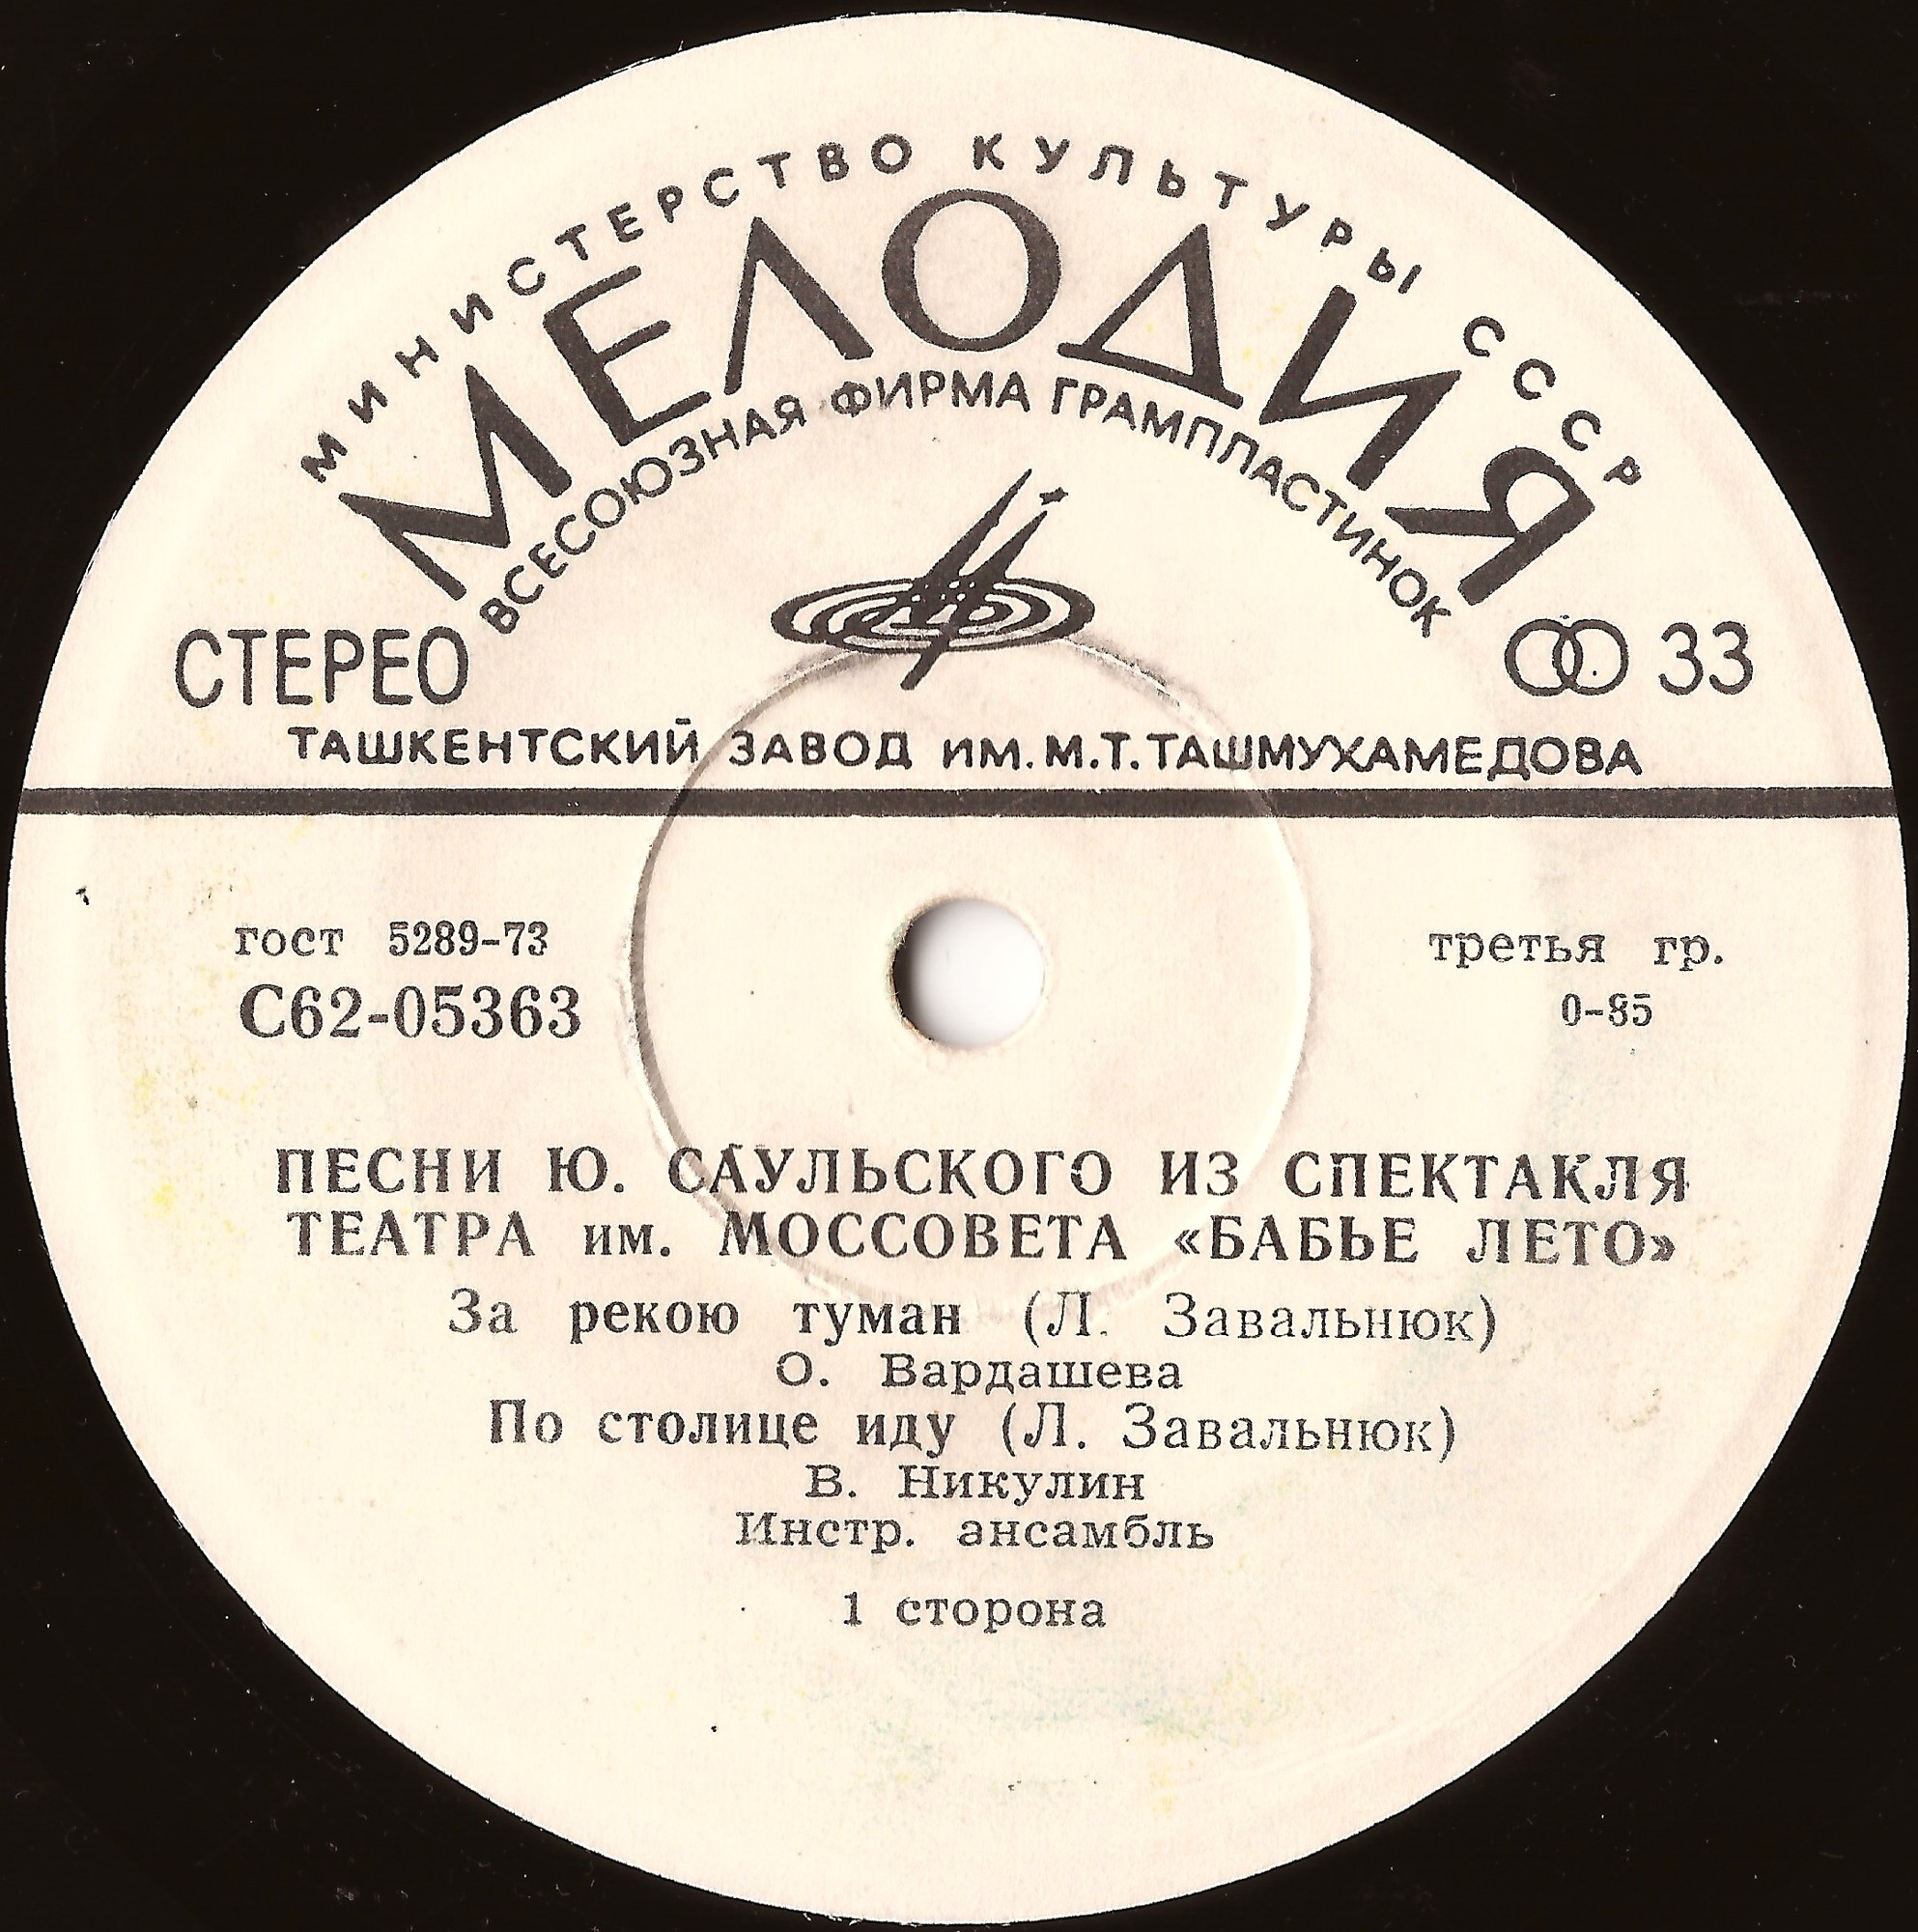 МИНИСТЕРСТВО КУЛЬТУРЫ СССР
МЕЛОДИЯ
ВСЕСОЮЗНАЯ ФИРМА ГРАМПЛАСТИНОК
СТЕРЕО 33
ТАШКЕНТСКИЙ ЗАВОД ИМ. М.Т. ТАШМУХАМЕДОВА
гост 5289-73 третья гр.
С62-05363 0-85
ПЕСНИ Ю. САУЛЬСКОГО ИЗ СПЕКТАКЛЯ
ТЕАТРА им. МОССОВЕТА «БАБЬЕ ЛЕТО»
За рекою туман (Л. Завальнюк)
О. Вардашева
По столице иду (Л. Завальнюк)
В. Никулин
Инстр. ансамбль
1 сторона